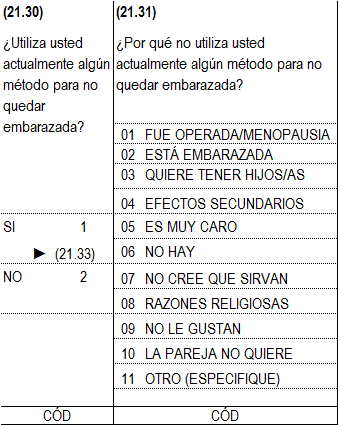 (21.30)
¿Utiliza usted
actualmente algún
método para no
quedar
embarazada?
SI 1
► (21.33)
NO 2
CÓD
(21.31)
¿Por qué no utiliza usted
actualmente algún método para no
quedar embarazada?
01 FUE OPERADA/MENOPAUSIA
02 ESTÁ EMBARAZADA
03 QUIERE TENER HIJOS/AS
04 EFECTOS SECUNDARIOS
05 ES MUY CARO
06 NO HAY
07 NO CREE QUE SIRVAN
08 RAZONES RELIGIOSAS
09 NO LE GUSTAN
10 LA PAREJA NO QUIERE
11 OTRO (ESPECIFIQUE)
CÓD